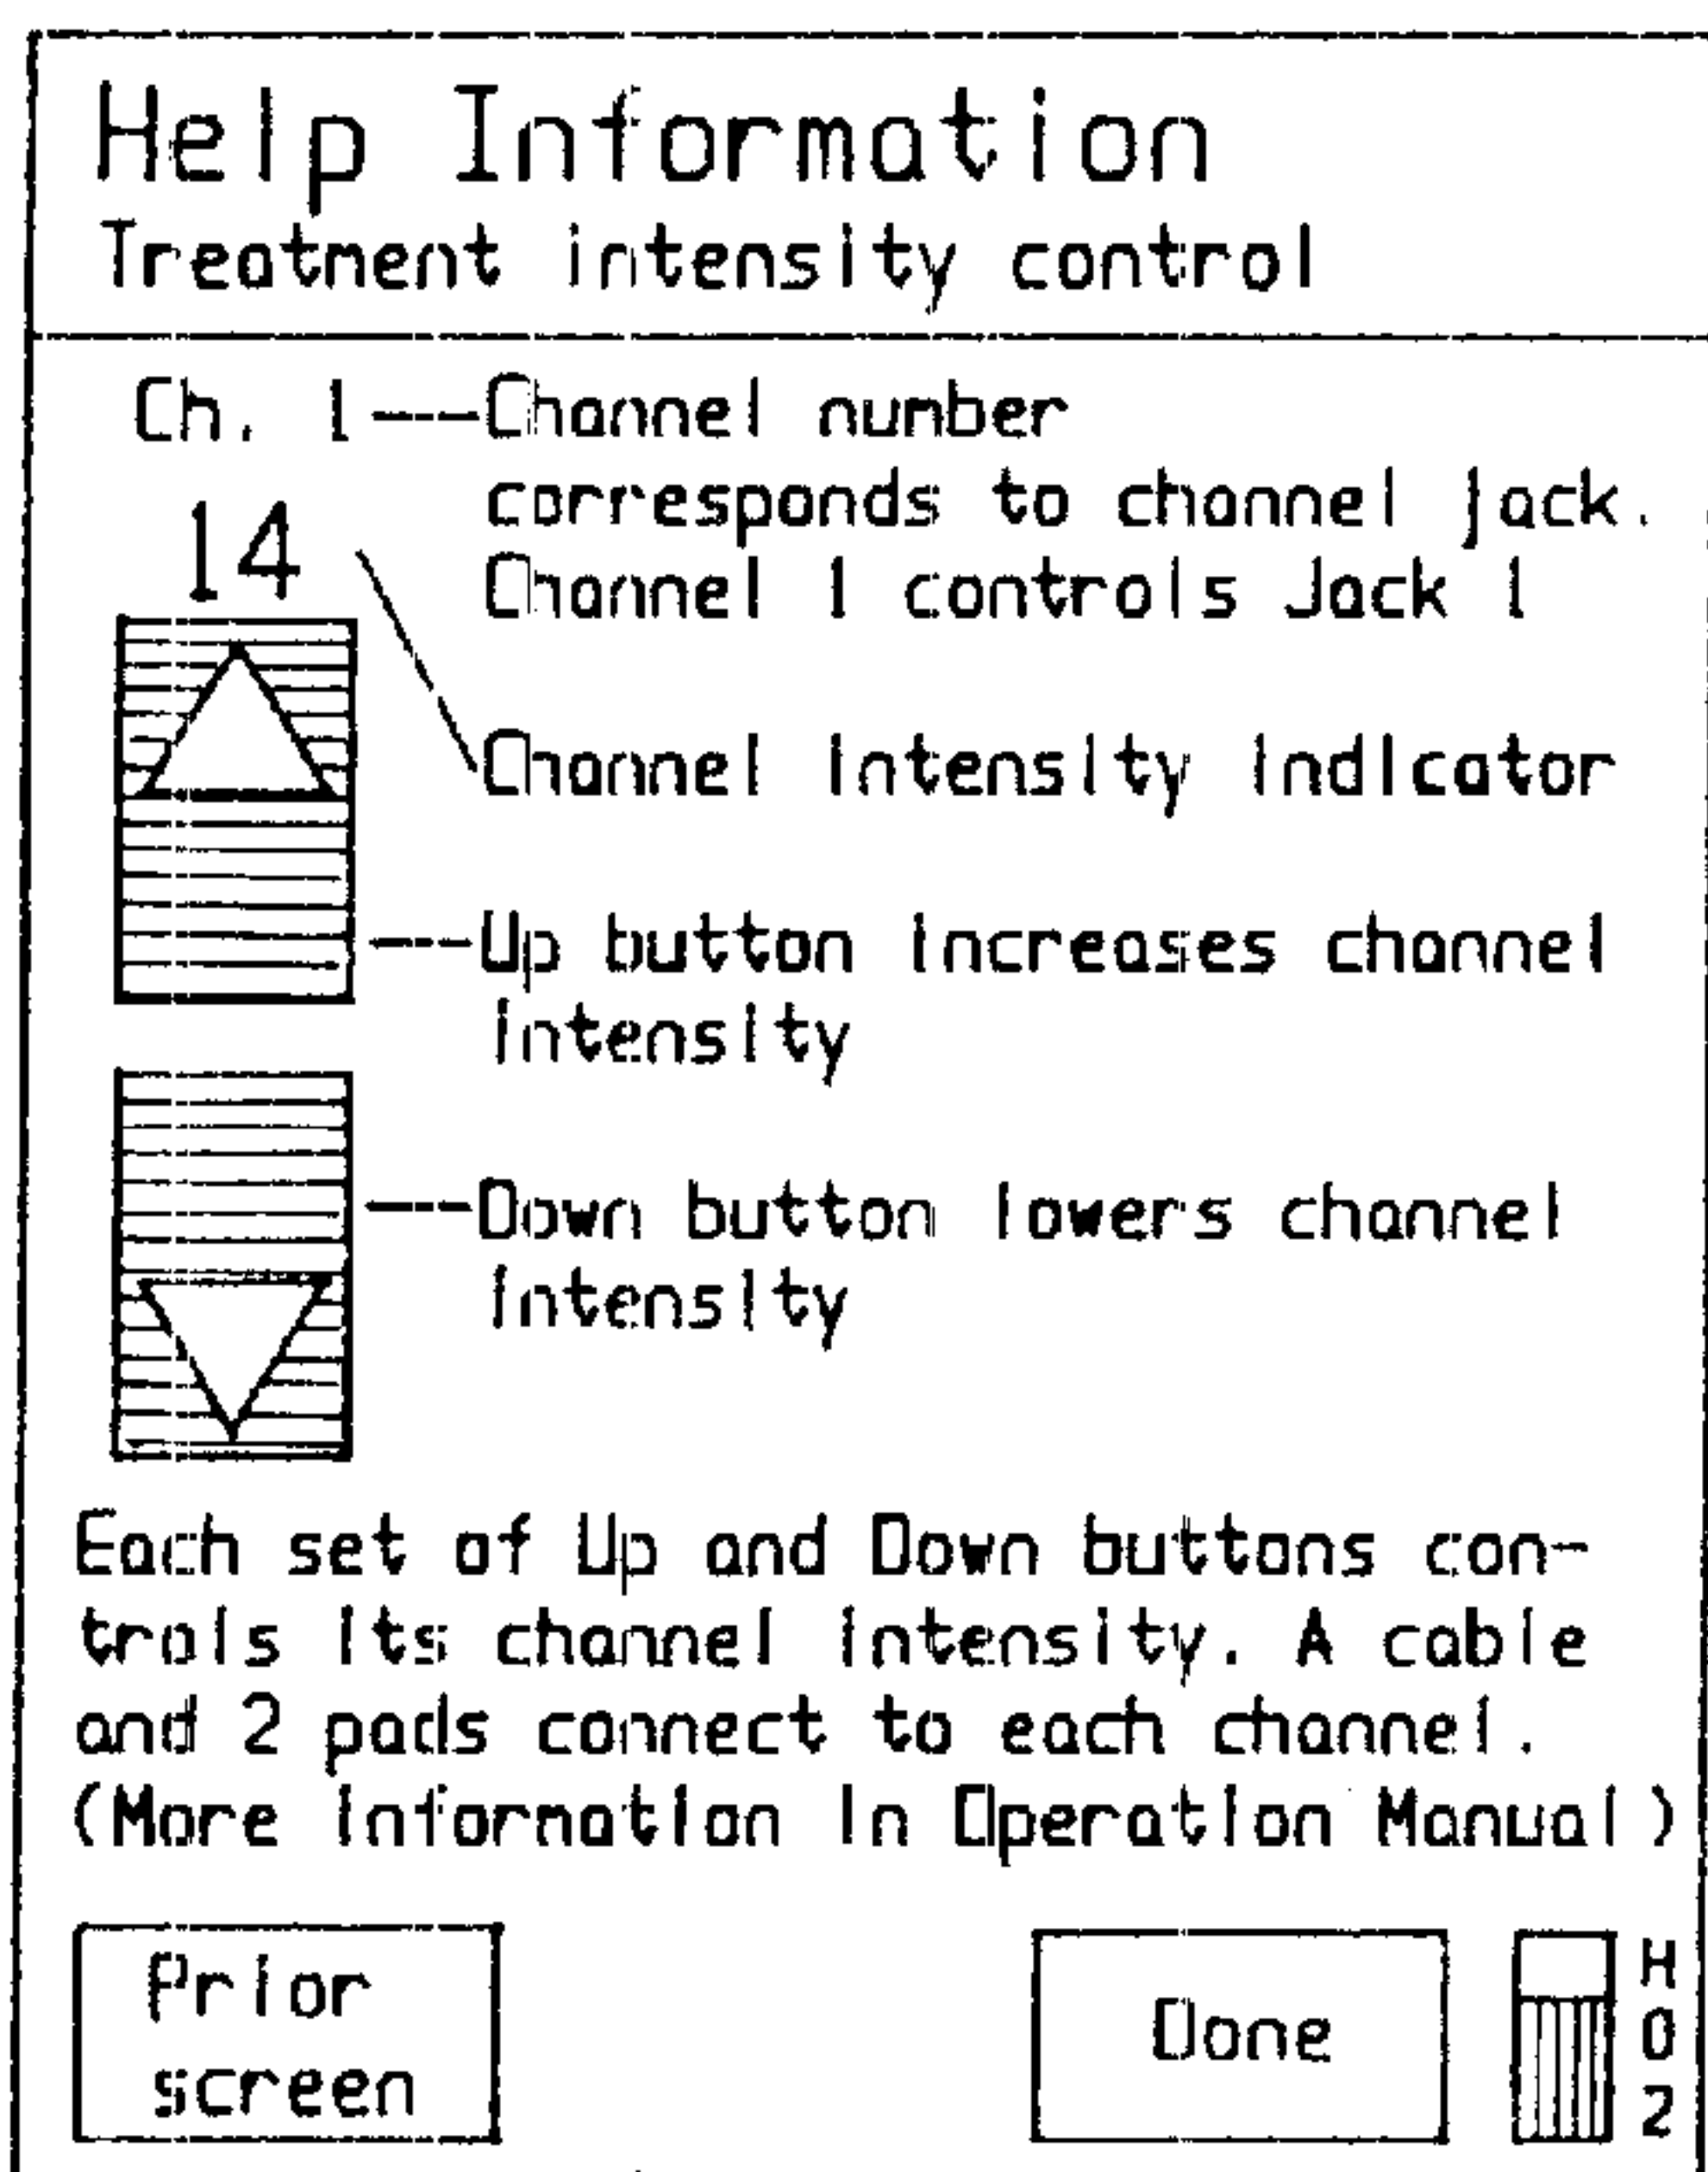 Help Information
Treatment intensity control
Ch. 1 Channel number
corresponds to channel jack.
14
Channel 1 controls Jack 1
Channel intensity indicator
Up button increases channel
intensity
Down button lowers channel
intensity
Each set of Up and Down buttons con-
trols its channel intensity. A cable
and 2 pads connect to each channel.
(More information in Operation Manual)
Prior
screen
Done
H
0
2